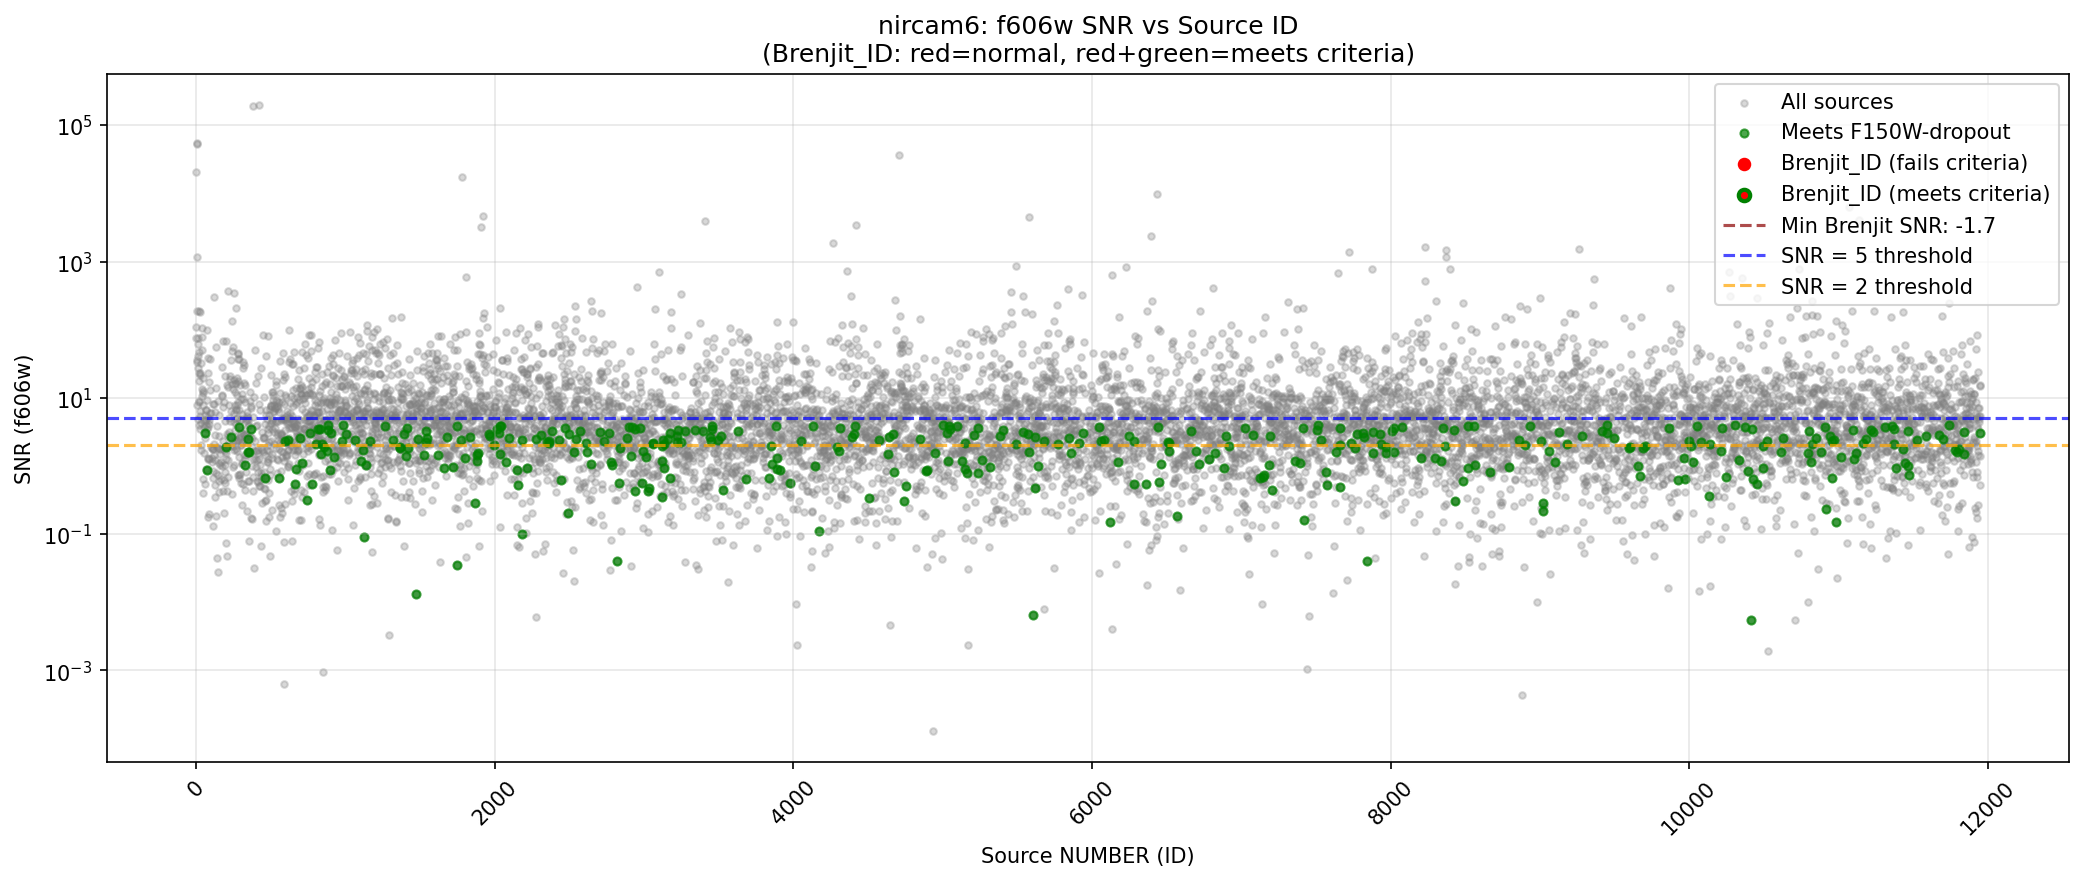 nircam6: f606w SNR vs Source ID
(Brenjit_ID: red=normal, red+green=meets criteria)
All sources
Meets F150W-dropout
Brenjit_ID (fails criteria)
Brenjit_ID (meets criteria)
Min Brenjit SNR: -1.7
SNR = 5 threshold
SNR = 2 threshold
SNR (f606w)
10^5
10^3
10^1
10^-1
10^-3
0
2000
4000
6000
8000
10000
12000
Source NUMBER (ID)